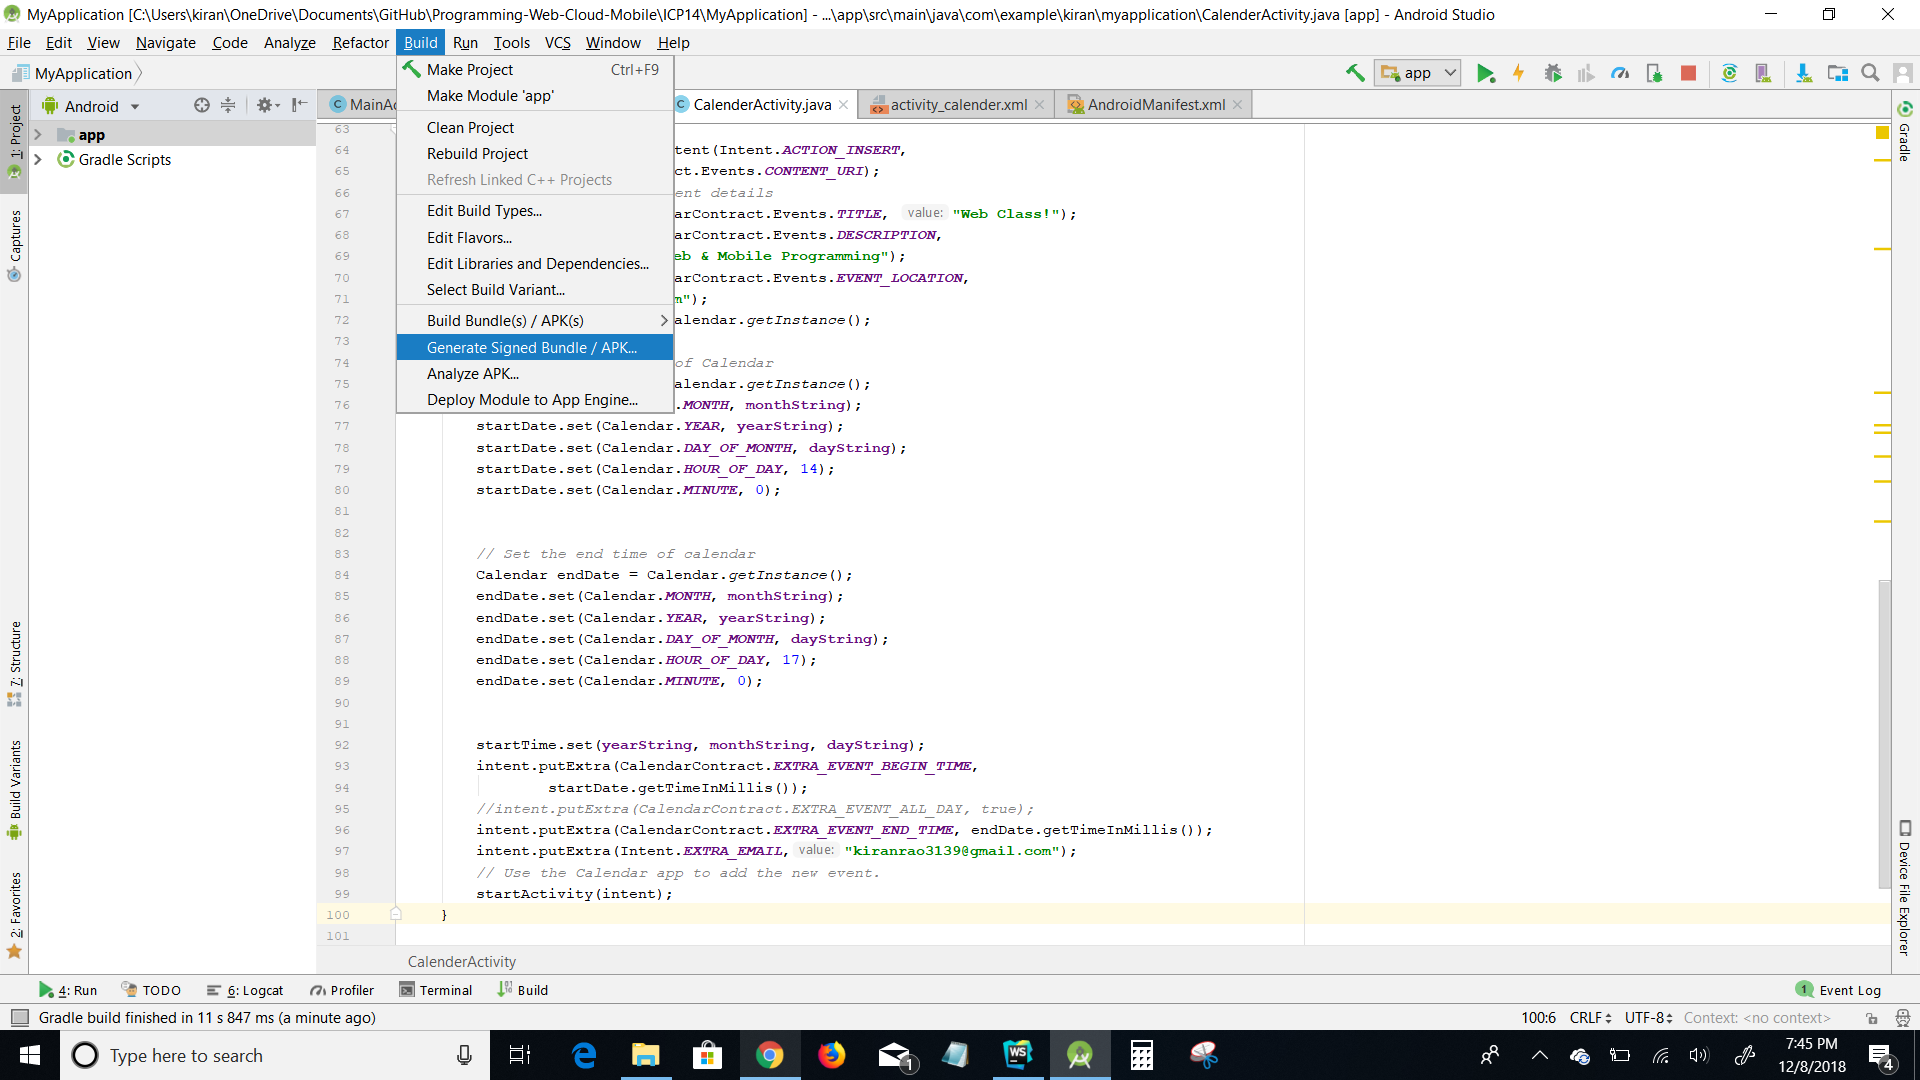 MyApplication [C:\Users\kiran\OneDrive\Documents\GitHub\Programming-Web-Cloud-Mobile\ICP14\MyApplication] - ...\app\src\main\java\com\example\kiran\myapplication\CalenderActivity.java [app] - Android Studio
File Edit View Navigate Code Analyze Refactor Build Run Tools VCS Window Help
MyApplication
app
Android
MainAc
CalenderActivity.java
activity_calender.xml
AndroidManifest.xml
Make Project Ctrl+F9
Make Module 'app'
Clean Project
Rebuild Project
Refresh Linked C++ Projects
Edit Build Types...
Edit Flavors...
Edit Libraries and Dependencies...
Select Build Variant...
Build Bundle(s) / APK(s)
Generate Signed Bundle / APK...
Analyze APK...
Deploy Module to App Engine...
app
Gradle Scripts
1: Project
Captures
7: Structure
Build Variants
2: Favorites
63
64 tent(Intent.ACTION_INSERT,
65 ct.Events.CONTENT_URI);
66 ent details
67 arContract.Events.TITLE, value: "Web Class!");
68 arContract.Events.DESCRIPTION,
69 eb & Mobile Programming");
70 arContract.Events.EVENT_LOCATION,
71 m");
72 alendar.getInstance();
73
74 of Calendar
75 alendar.getInstance();
76 .MONTH, monthString);
77 startDate.set(Calendar.YEAR, yearString);
78 startDate.set(Calendar.DAY_OF_MONTH, dayString);
79 startDate.set(Calendar.HOUR_OF_DAY, 14);
80 startDate.set(Calendar.MINUTE, 0);
81
82
83 // Set the end time of calendar
84 Calendar endDate = Calendar.getInstance();
85 endDate.set(Calendar.MONTH, monthString);
86 endDate.set(Calendar.YEAR, yearString);
87 endDate.set(Calendar.DAY_OF_MONTH, dayString);
88 endDate.set(Calendar.HOUR_OF_DAY, 17);
89 endDate.set(Calendar.MINUTE, 0);
90
91
92 startTime.set(yearString, monthString, dayString);
93 intent.putExtra(CalendarContract.EXTRA_EVENT_BEGIN_TIME,
94 startDate.getTimeInMillis());
95 //intent.putExtra(CalendarContract.EXTRA_EVENT_ALL_DAY, true);
96 intent.putExtra(CalendarContract.EXTRA_EVENT_END_TIME, endDate.getTimeInMillis());
97 intent.putExtra(Intent.EXTRA_EMAIL, value: "kiranrao3139@gmail.com");
98 // Use the Calendar app to add the new event.
99 startActivity(intent);
100 }
101
CalenderActivity
Gradle
Device File Explorer
4: Run TODO 6: Logcat Profiler Terminal Build 1 Event Log
Gradle build finished in 11 s 847 ms (a minute ago) 100:6 CRLF UTF-8 Context: <no context>
Type here to search
WS
1
7:45 PM
12/8/2018
4